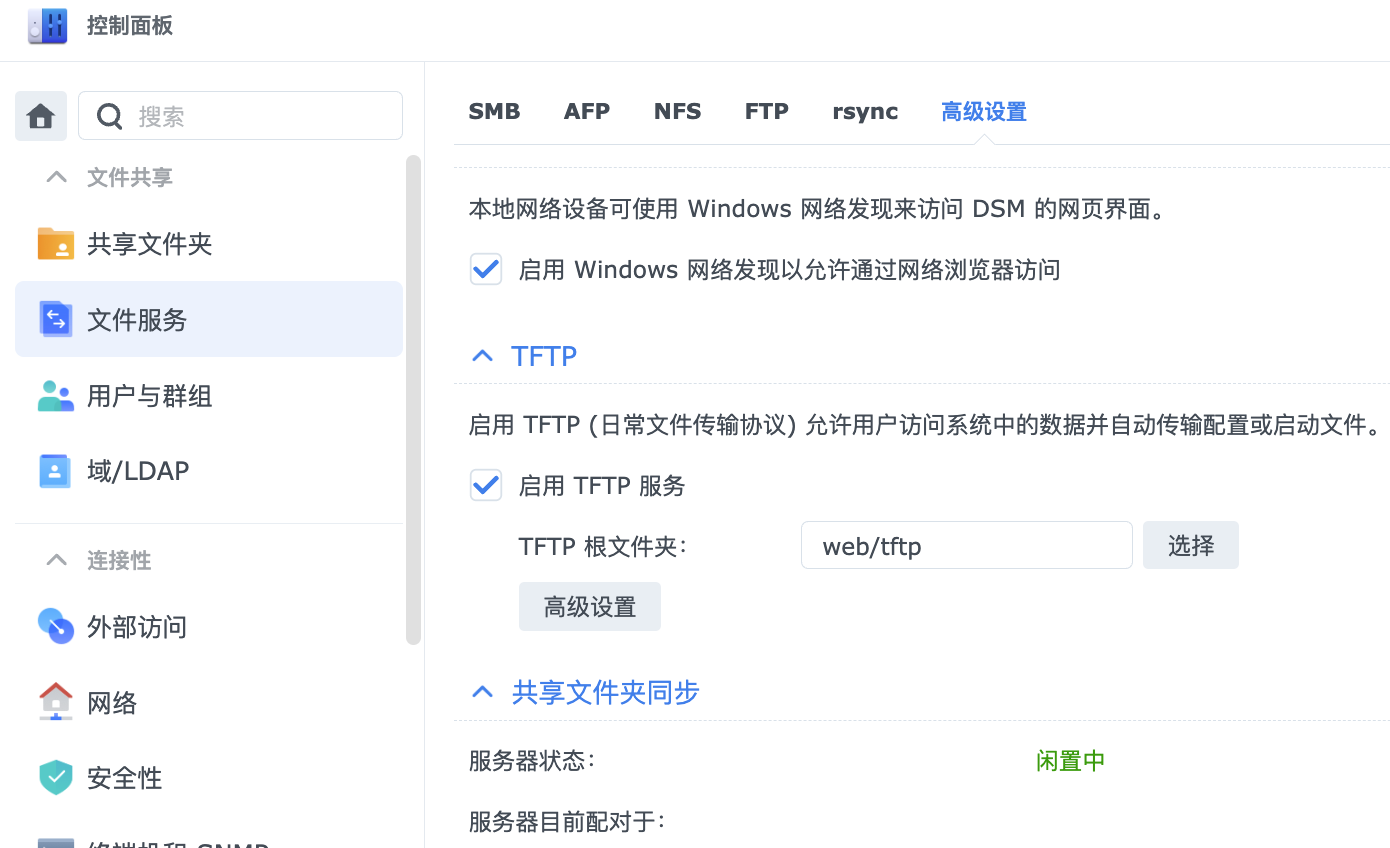 控制面板
搜索
文件共享
共享文件夹
文件服务
用户与群组
域/LDAP
连接性
外部访问
网络
安全性
SMB AFP NFS FTP rsync 高级设置
本地网络设备可使用 Windows 网络发现来访问 DSM 的网页界面。
启用 Windows 网络发现以允许通过网络浏览器访问
TFTP
启用 TFTP (日常文件传输协议) 允许用户访问系统中的数据并自动传输配置或启动文件。
启用 TFTP 服务
TFTP 根文件夹: web/tftp 选择
高级设置
共享文件夹同步
服务器状态: 闲置中
服务器目前配对于: